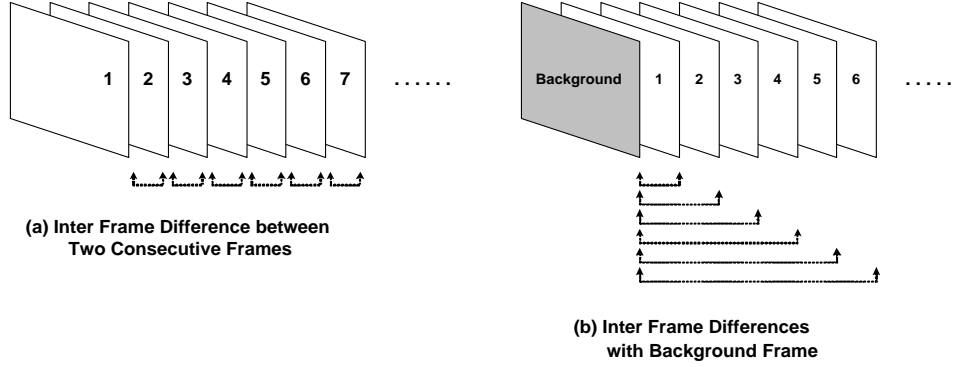 1 2 3 4 5 6 7 ......
(a) Inter Frame Difference between
Two Consecutive Frames
Background 1 2 3 4 5 6 .....
(b) Inter Frame Differences
with Background Frame